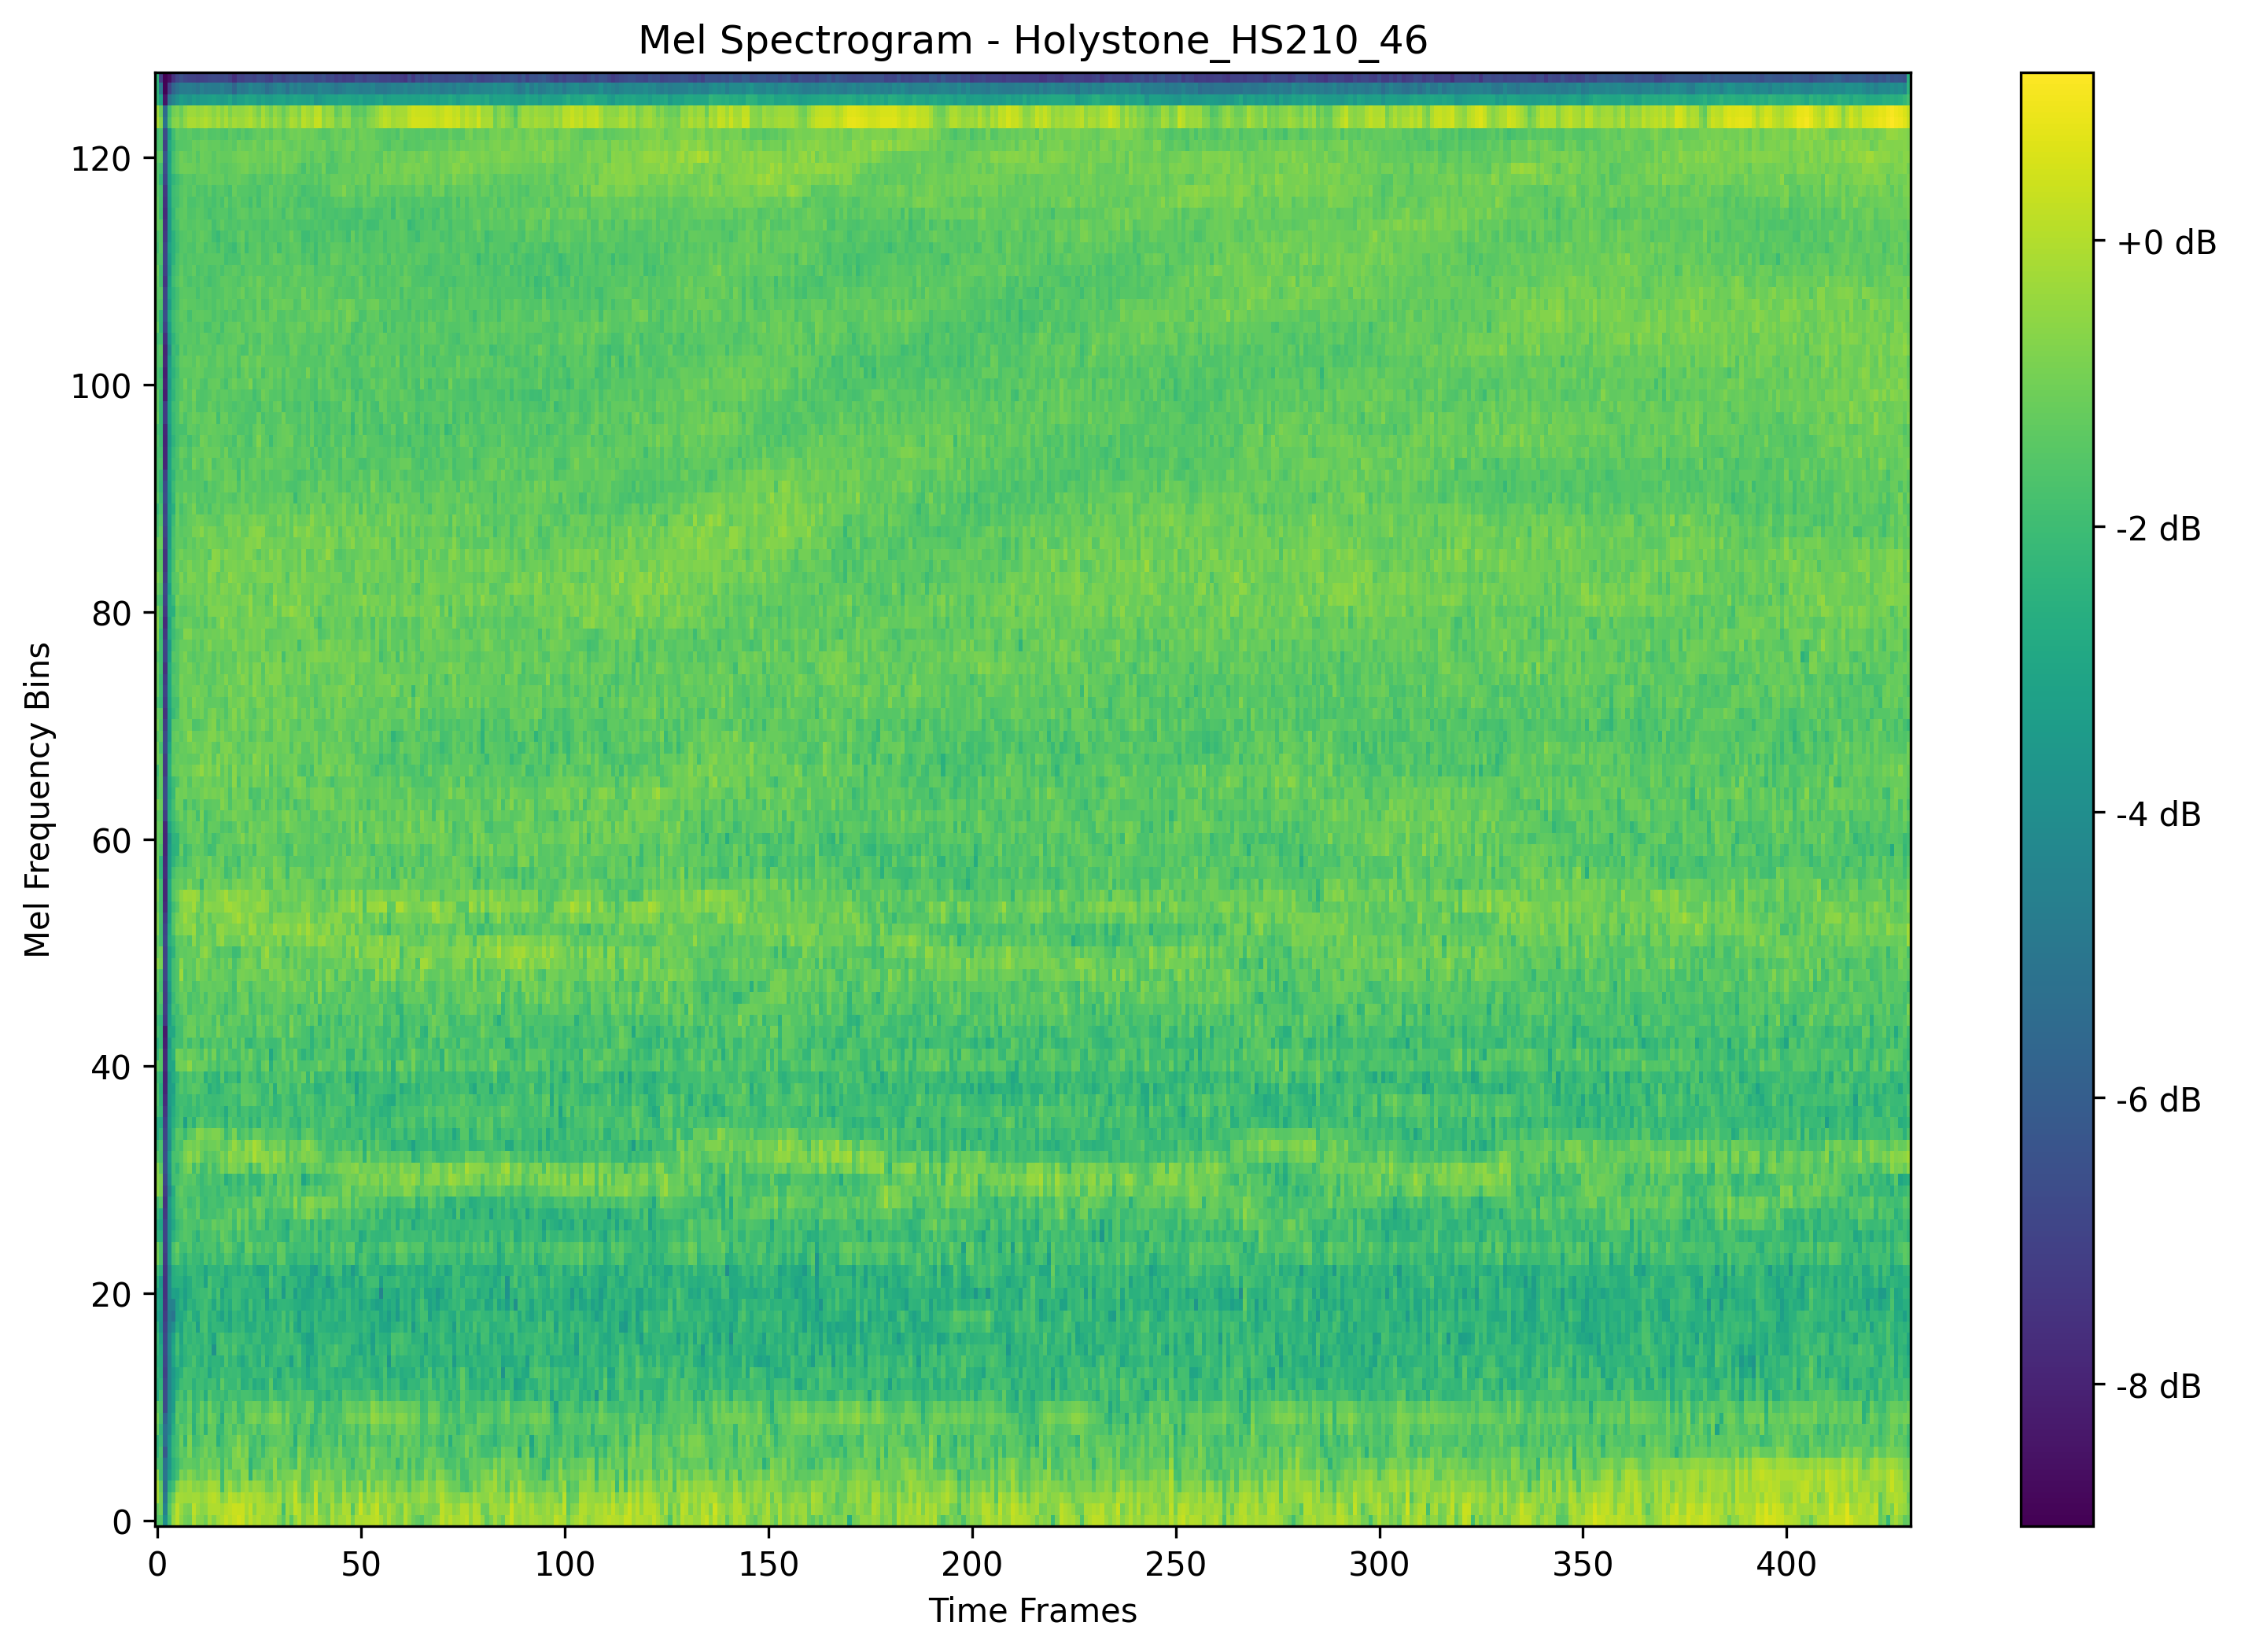 Mel Spectrogram - Holystone_HS210_46
Mel Frequency Bins
120
100
80
60
40
20
0
0 50 100 150 200 250 300 350 400
Time Frames
+0 dB
-2 dB
-4 dB
-6 dB
-8 dB